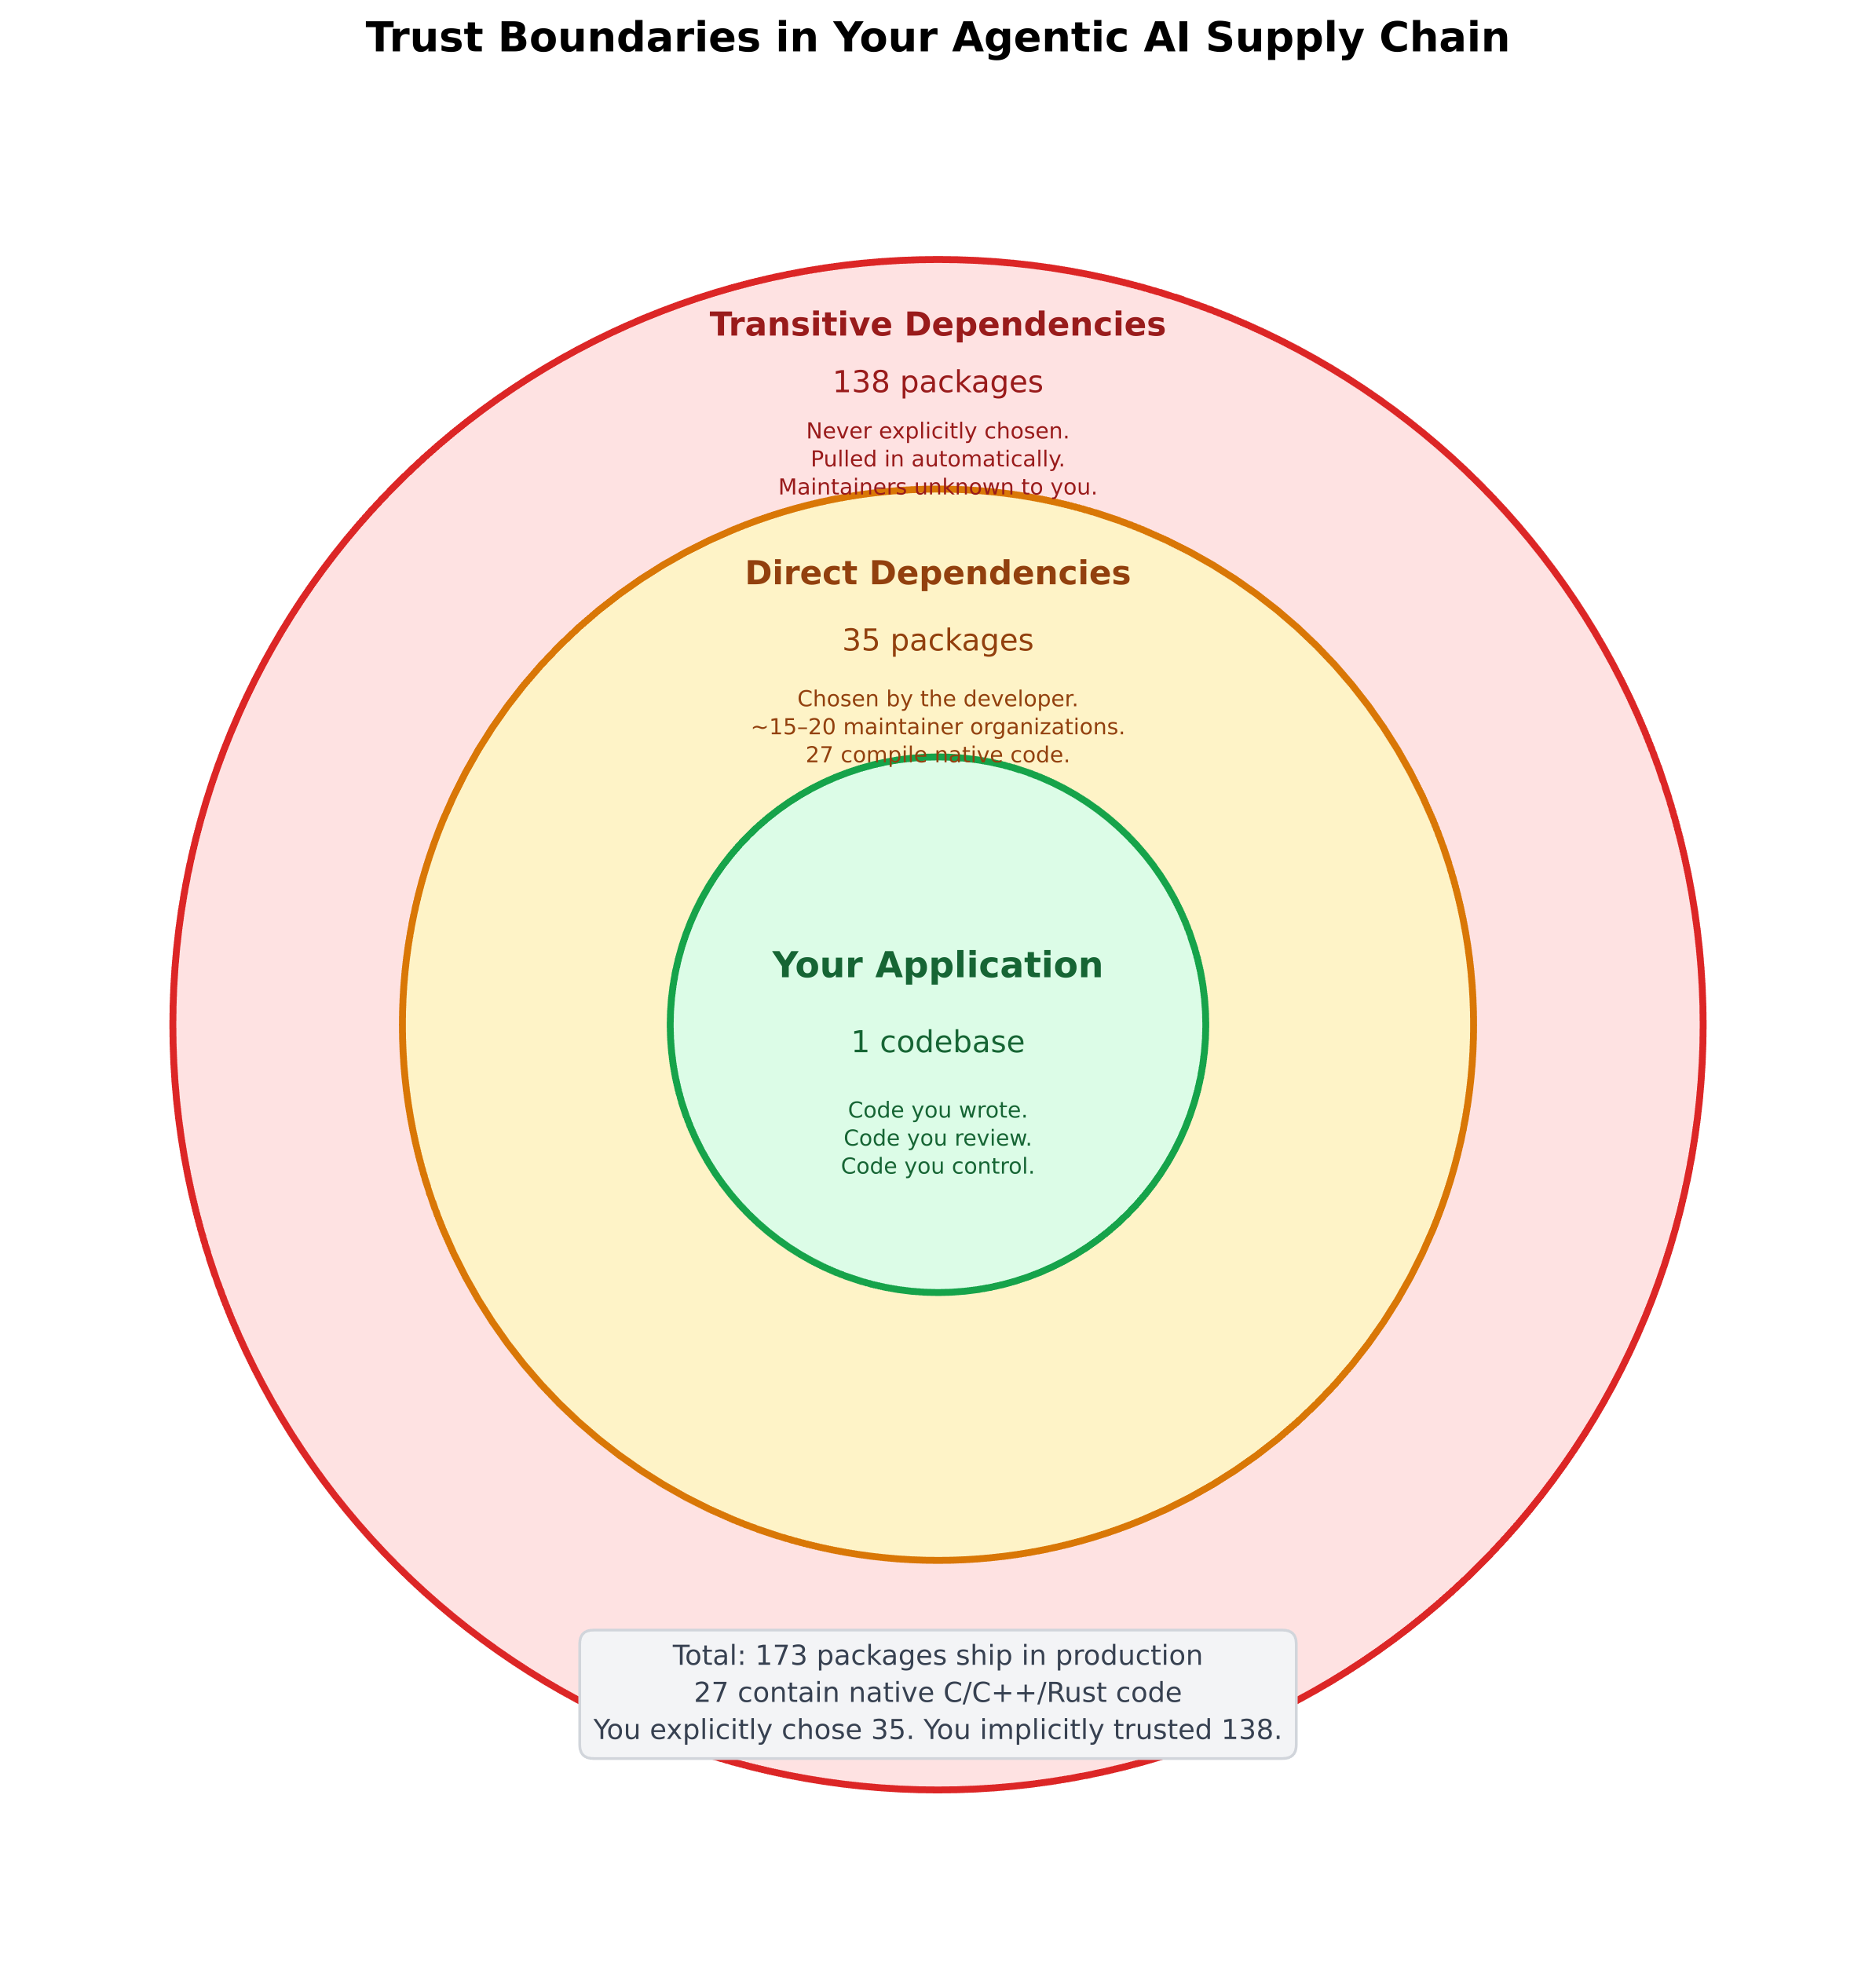 Trust Boundaries in Your Agentic AI Supply Chain
Transitive Dependencies
138 packages
Never explicitly chosen.
Pulled in automatically.
Maintainers unknown to you.
Direct Dependencies
35 packages
Chosen by the developer.
~15–20 maintainer organizations.
27 compile native code.
Your Application
1 codebase
Code you wrote.
Code you review.
Code you control.
Total: 173 packages ship in production
27 contain native C/C++/Rust code
You explicitly chose 35. You implicitly trusted 138.